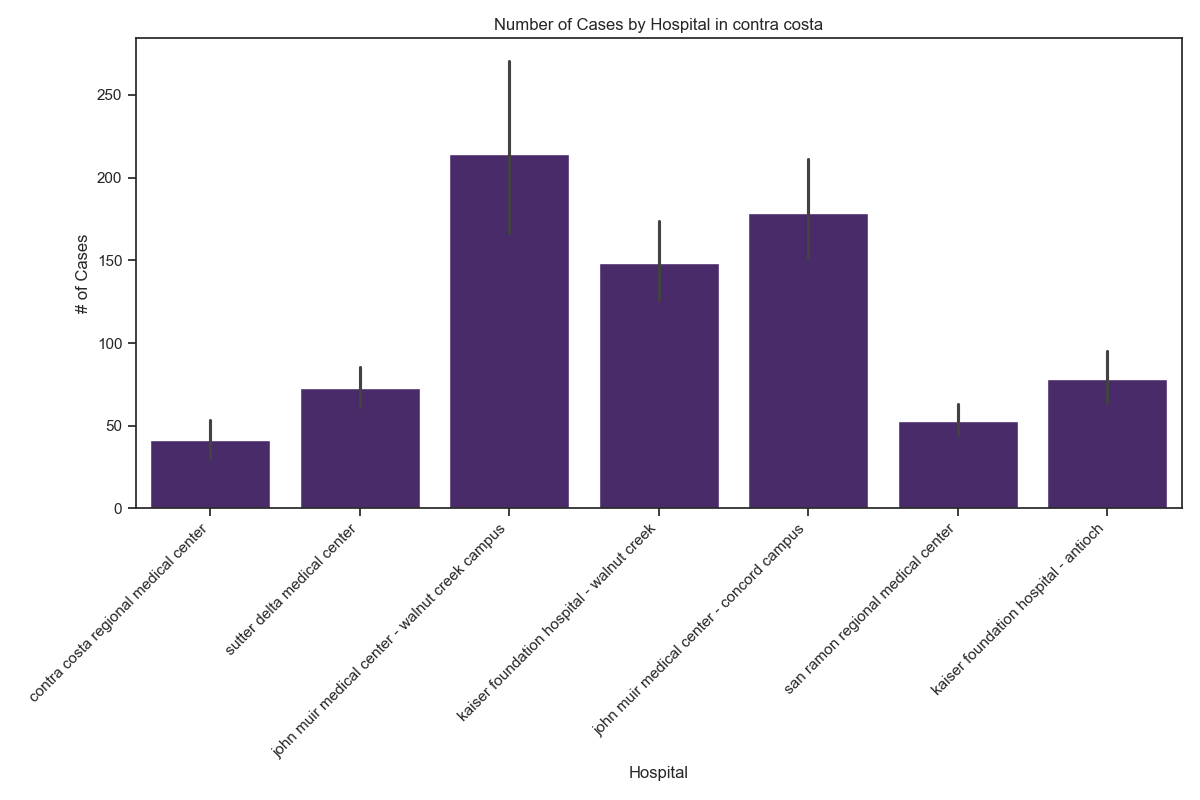 Number of Cases by Hospital in contra costa
# of Cases
250
200
150
100
50
0
contra costa regional medical center
sutter delta medical center
john muir medical center - walnut creek campus
kaiser foundation hospital - walnut creek
john muir medical center - concord campus
san ramon regional medical center
kaiser foundation hospital - antioch
Hospital